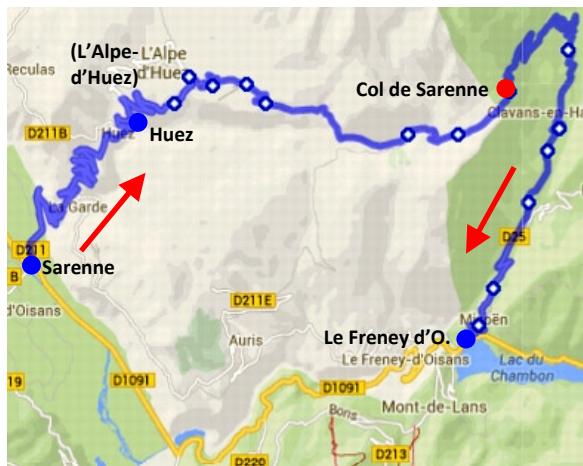 (L'Alpe-
d'Huez)
L'Alpe
d'Huez
Reculas
Col de Sarenne
Clavans-en-Ha
D211B
Huez
Huez
La Garde
D211
Sarenne
B
D25
d'Oisans
D211E
Auris
Le Freney d'O.
Le Freney-d'Oisans
Lac du
Chambon
19
D1091
D1091
Bons
Mont-de-Lans
D220
D213